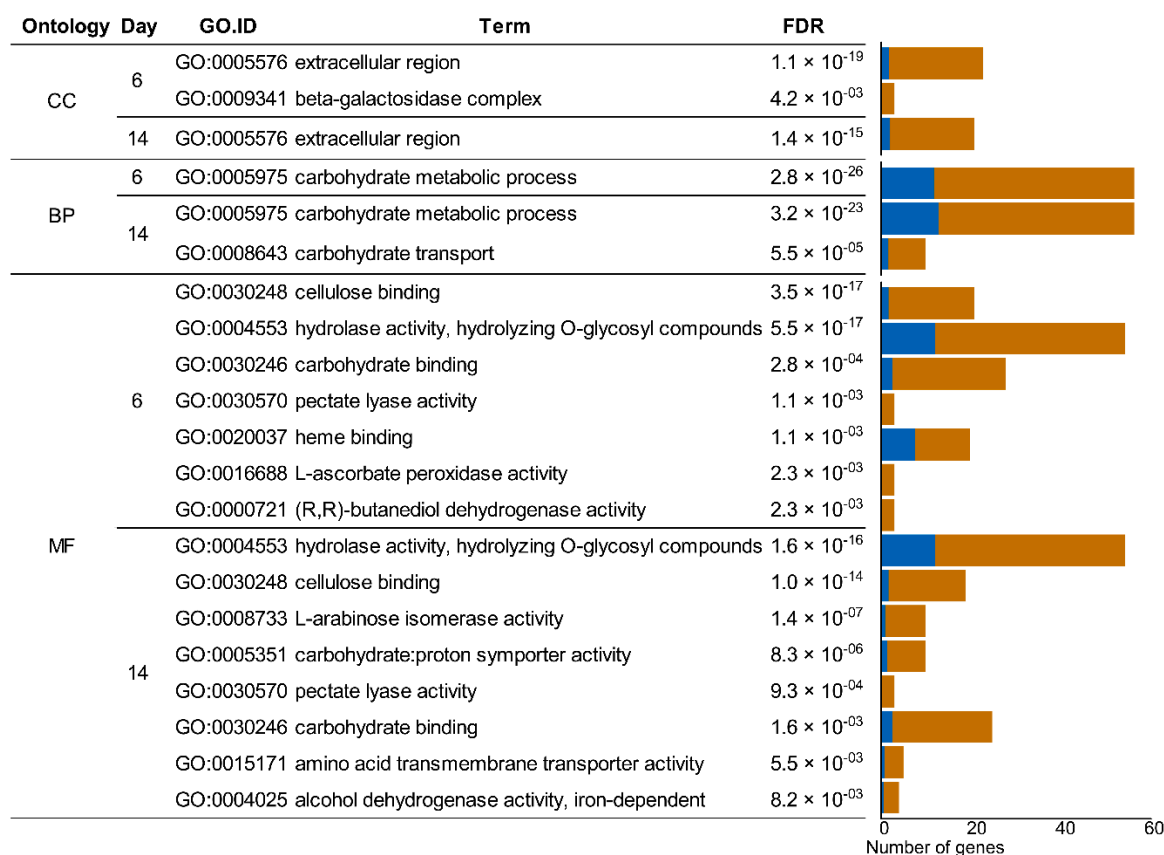 Ontology Day GO.ID Term FDR
CC
6
GO:0005576 extracellular region 1.1 × 10-19
GO:0009341 beta-galactosidase complex 4.2 × 10-03
14 GO:0005576 extracellular region 1.4 × 10-15
BP
6 GO:0005975 carbohydrate metabolic process 2.8 × 10-26
14
GO:0005975 carbohydrate metabolic process 3.2 × 10-23
GO:0008643 carbohydrate transport 5.5 × 10-05
MF
6
GO:0030248 cellulose binding 3.5 × 10-17
GO:0004553 hydrolase activity, hydrolyzing O-glycosyl compounds 5.5 × 10-17
GO:0030246 carbohydrate binding 2.8 × 10-04
GO:0030570 pectate lyase activity 1.1 × 10-03
GO:0020037 heme binding 1.1 × 10-03
GO:0016688 L-ascorbate peroxidase activity 2.3 × 10-03
GO:0000721 (R,R)-butanediol dehydrogenase activity 2.3 × 10-03
14
GO:0004553 hydrolase activity, hydrolyzing O-glycosyl compounds 1.6 × 10-16
GO:0030248 cellulose binding 1.0 × 10-14
GO:0008733 L-arabinose isomerase activity 1.4 × 10-07
GO:0005351 carbohydrate:proton symporter activity 8.3 × 10-06
GO:0030570 pectate lyase activity 9.3 × 10-04
GO:0030246 carbohydrate binding 1.6 × 10-03
GO:0015171 amino acid transmembrane transporter activity 5.5 × 10-03
GO:0004025 alcohol dehydrogenase activity, iron-dependent 8.2 × 10-03
0 20 40 60
Number of genes